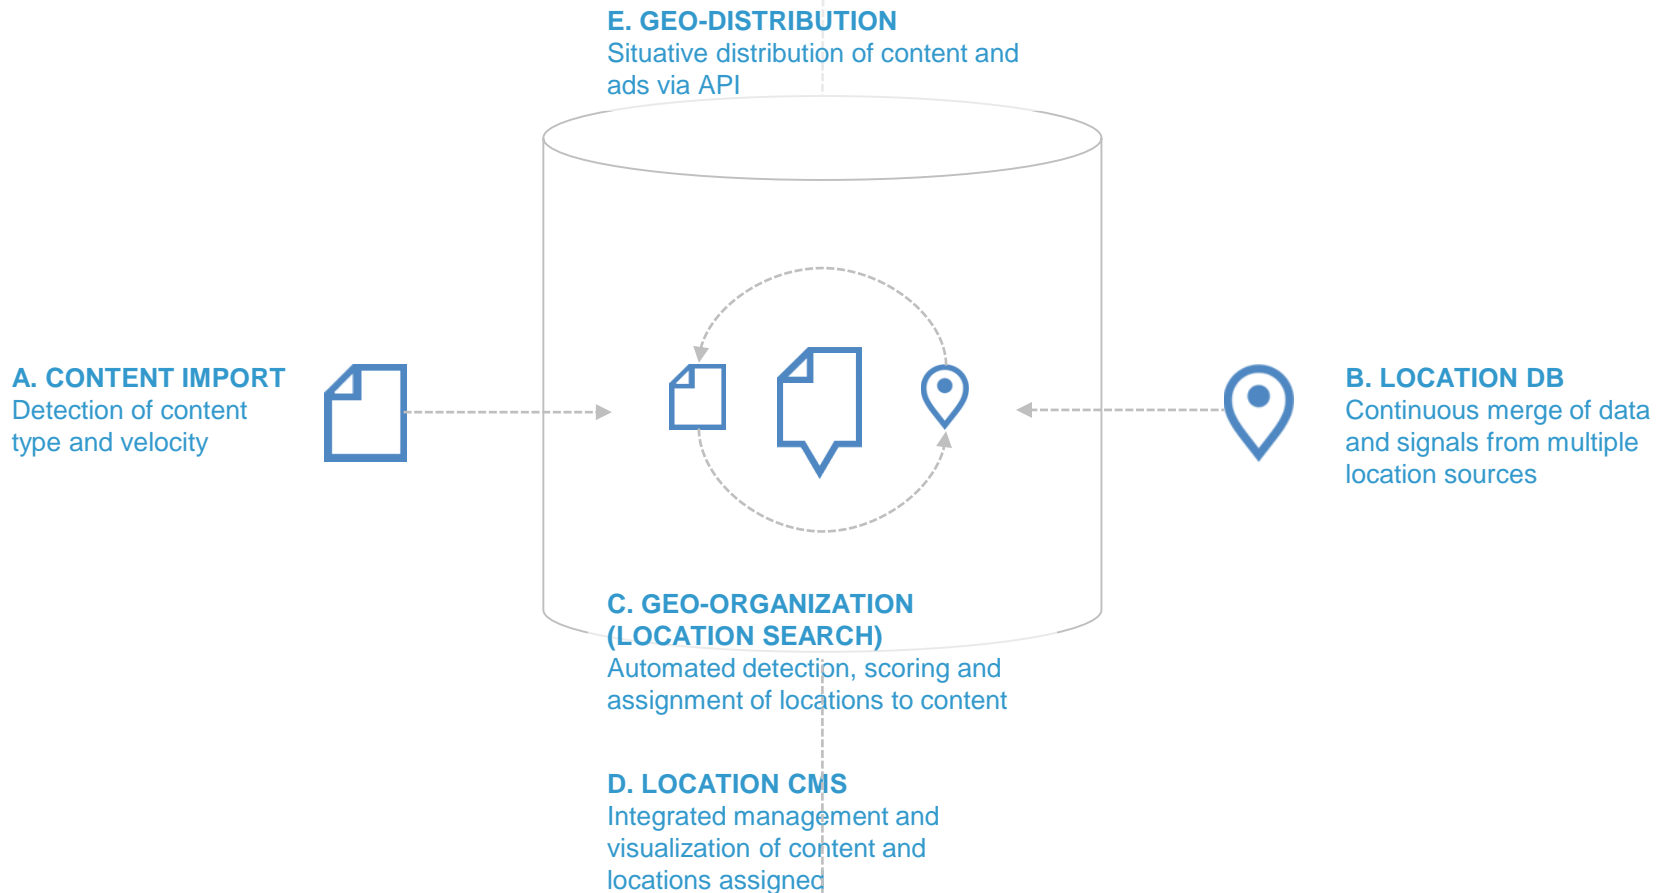 E. GEO-DISTRIBUTION
Situative distribution of content and
ads via API
A. CONTENT IMPORT
Detection of content
type and velocity
B. LOCATION DB
Continuous merge of data
and signals from multiple
location sources
C. GEO-ORGANIZATION
(LOCATION SEARCH)
Automated detection, scoring and
assignment of locations to content
D. LOCATION CMS
Integrated management and
visualization of content and
locations assigned